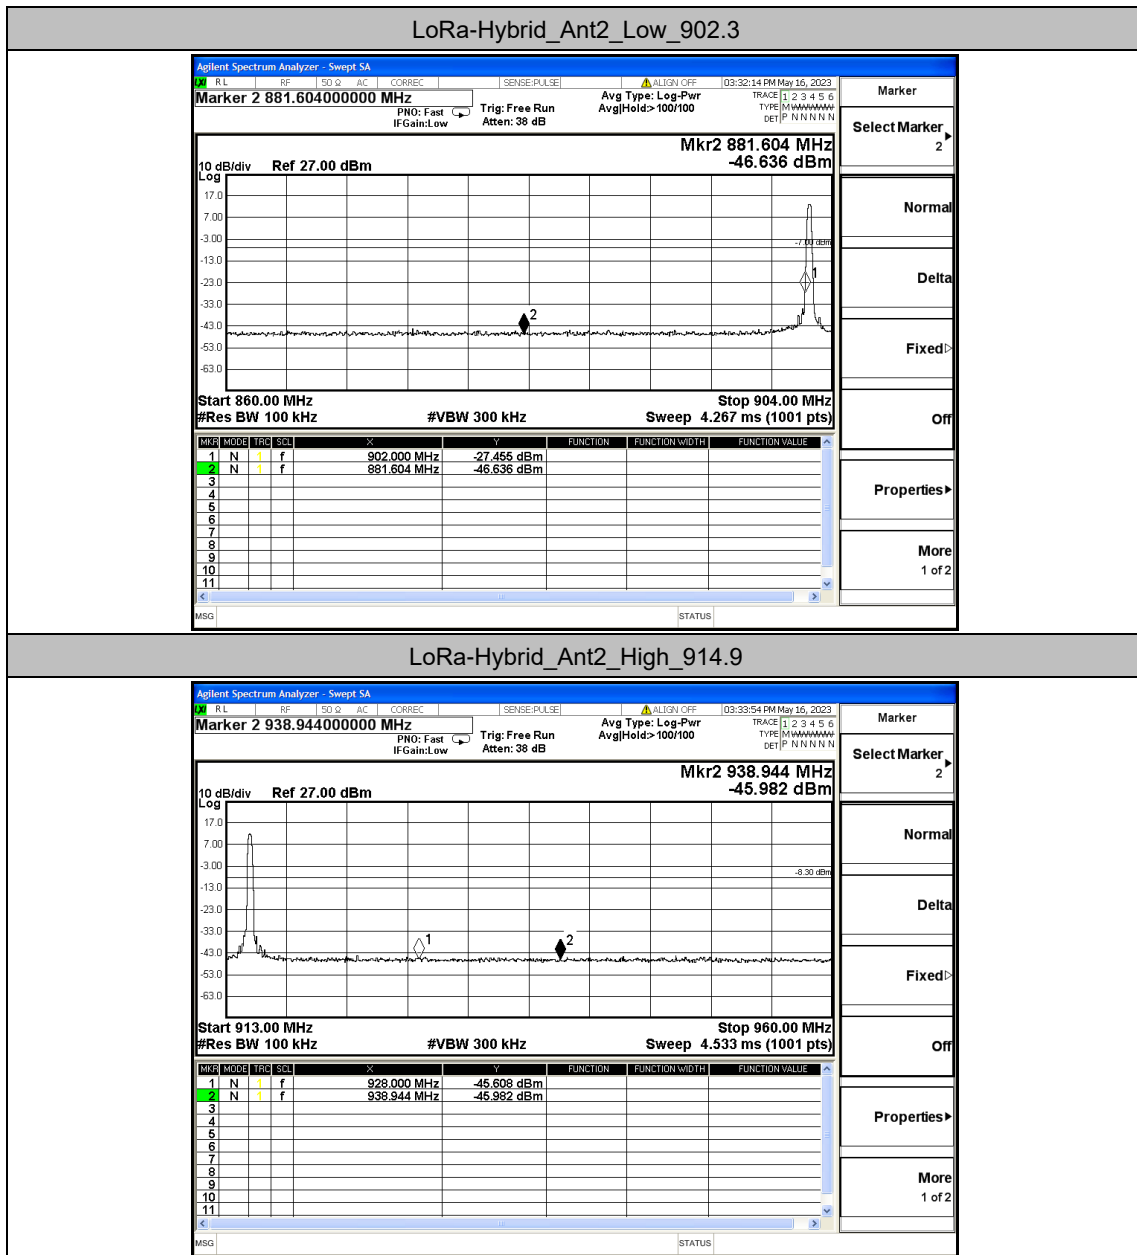 LoRa-Hybrid_Ant2_Low_902.3
Agilent Spectrum Analyzer - Swept SA
LXI RL RF 50 Ω AC CORREC SENSE:PULSE ALIGN OFF 03:32:14 PM May 16, 2023
Marker 2 881.604000000 MHz
PNO: Fast
IFGain:Low
Trig: Free Run
Atten: 38 dB
Avg Type: Log-Pwr
Avg|Hold:>100/100
TRACE 1 2 3 4 5 6
TYPE M WWWWW
DET P N N N N N
Mkr2 881.604 MHz
-46.636 dBm
10 dB/div Ref 27.00 dBm
Log
17.0
7.00
-3.00
-7.00 dBm
-13.0
-23.0
1
-33.0
2
-43.0
-53.0
-63.0
Start 860.00 MHz Stop 904.00 MHz
#Res BW 100 kHz #VBW 300 kHz Sweep 4.267 ms (1001 pts)
MKR MODE TRC SCL X Y FUNCTION FUNCTION WIDTH FUNCTION VALUE
1 N 1 f 902.000 MHz -27.455 dBm
2 N 1 f 881.604 MHz -46.636 dBm
3
4
5
6
7
8
9
10
11
MSG STATUS
Marker
Select Marker
2
Normal
Delta
Fixed
Off
Properties
More
1 of 2
LoRa-Hybrid_Ant2_High_914.9
Agilent Spectrum Analyzer - Swept SA
LXI RL RF 50 Ω AC CORREC SENSE:PULSE ALIGN OFF 03:33:54 PM May 16, 2023
Marker 2 938.944000000 MHz
PNO: Fast
IFGain:Low
Trig: Free Run
Atten: 38 dB
Avg Type: Log-Pwr
Avg|Hold:>100/100
TRACE 1 2 3 4 5 6
TYPE M WWWWW
DET P N N N N N
Mkr2 938.944 MHz
-45.982 dBm
10 dB/div Ref 27.00 dBm
Log
17.0
7.00
-3.00
-8.30 dBm
-13.0
-23.0
-33.0
1
2
-43.0
-53.0
-63.0
Start 913.00 MHz Stop 960.00 MHz
#Res BW 100 kHz #VBW 300 kHz Sweep 4.533 ms (1001 pts)
MKR MODE TRC SCL X Y FUNCTION FUNCTION WIDTH FUNCTION VALUE
1 N 1 f 928.000 MHz -45.608 dBm
2 N 1 f 938.944 MHz -45.982 dBm
3
4
5
6
7
8
9
10
11
MSG STATUS
Marker
Select Marker
2
Normal
Delta
Fixed
Off
Properties
More
1 of 2